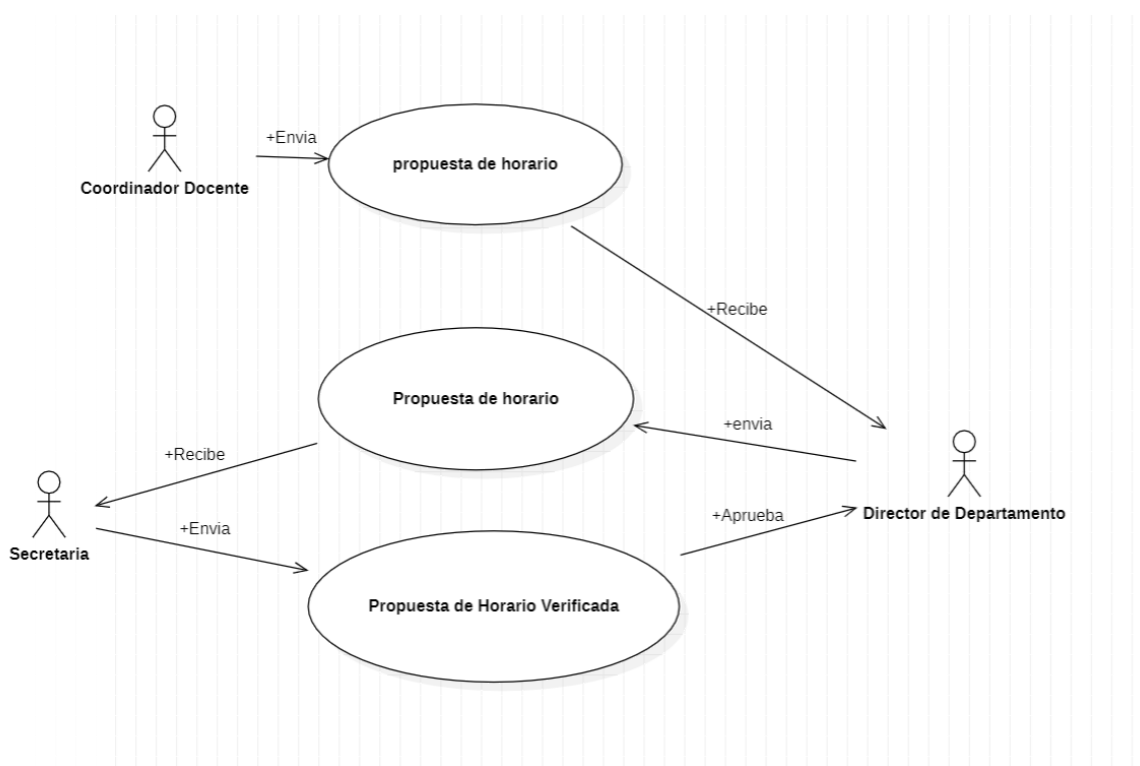 +Envia
propuesta de horario
Coordinador Docente
+Recibe
Propuesta de horario
+envia
+Recibe
+Aprueba
Director de Departamento
+Envia
Secretaria
Propuesta de Horario Verificada